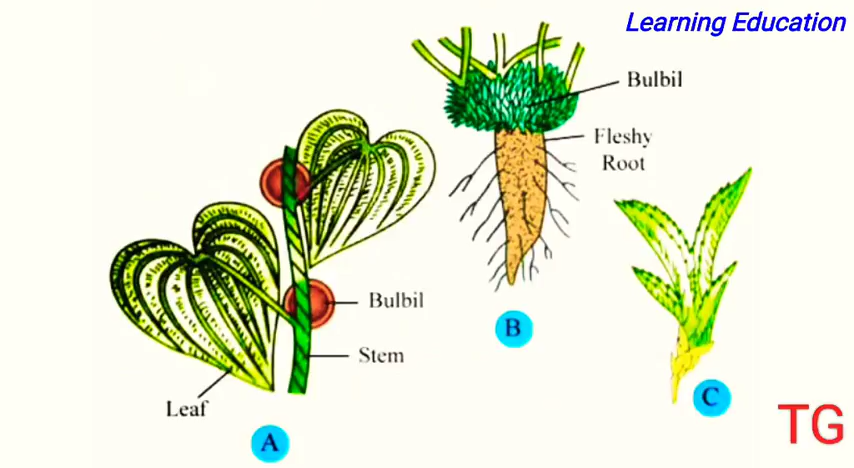 Learning Education
Bulbil
Fleshy
Root
Bulbil
Stem
Leaf
A
B
C
TG